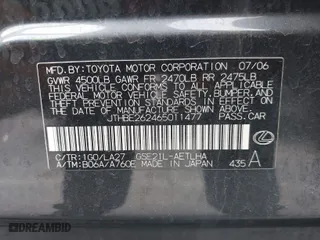 MFD.BY:TOYOTA MOTOR CORPORATION 07/06
GVWR 4500LB GAWR FR 2470LB RR 2475LB
THIS VEHICLE CONFORMS TO ALL APPLICABLE
FEDERAL MOTOR VEHICLE SAFETY, BUMPER, AND
THEFT PREVENTION STANDARDS IN EFFECT ON
THE DATE OF MANUFACTURE SHOWN ABOVE.
JTHBE262465011477 PASS. CAR
C/TR:1G0/LA27 GSE21L-AETLHA
A/TM:B06A/A760E MADE IN JAPAN 435 A